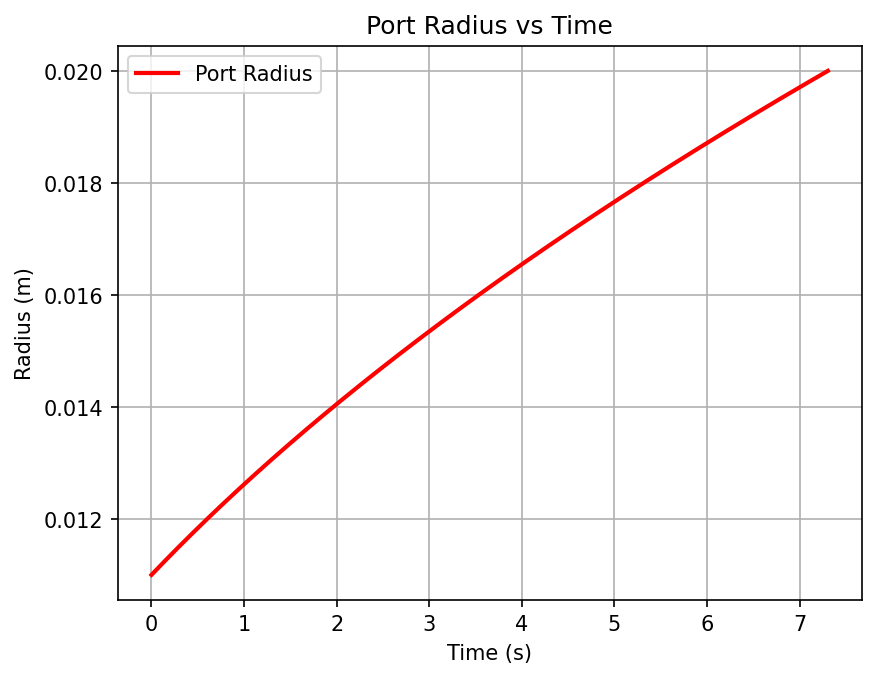 Port Radius vs Time
Port Radius
Radius (m)
0.020
0.018
0.016
0.014
0.012
0 1 2 3 4 5 6 7
Time (s)